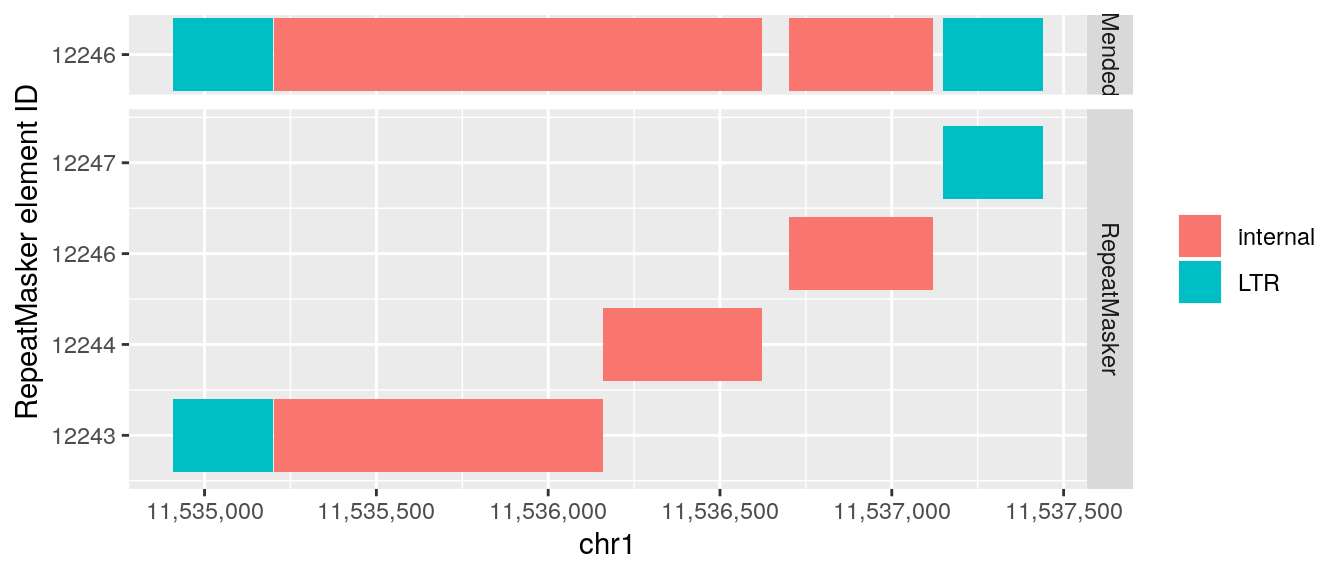 RepeatMasker element ID
12246
Mended
12247
12246
12244
12243
RepeatMasker
internal
LTR
11,535,000 11,535,500 11,536,000 11,536,500 11,537,000 11,537,500
chr1